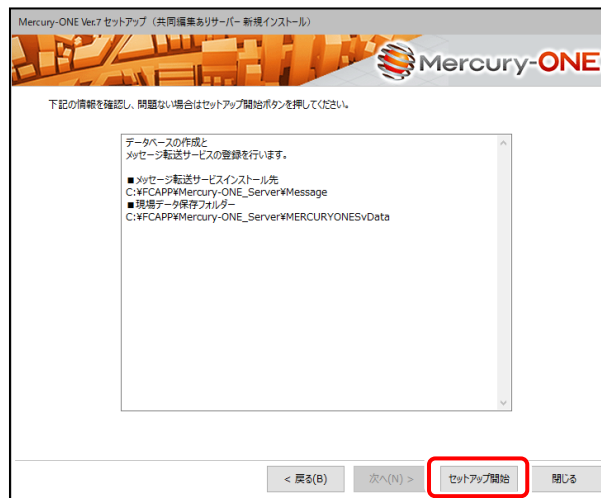 Mercury-ONE Ver.7 セットアップ（共同編集ありサーバー 新規インストール）
Mercury-ONE
下記の情報を確認し、問題ない場合はセットアップ開始ボタンを押してください。
データベースの作成と
メッセージ転送サービスの登録を行います。
■メッセージ転送サービスインストール先
C:¥FCAPP¥Mercury-ONE_Server¥Message
■現場データ保存フォルダー
C:¥FCAPP¥Mercury-ONE_Server¥MERCURYONESvData
< 戻る(B) 次へ(N) > セットアップ開始 閉じる